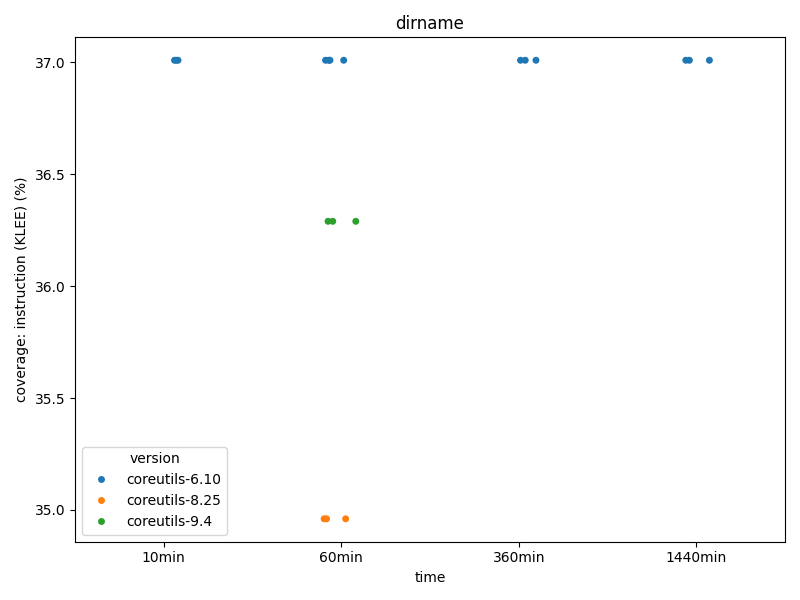 dirname
coverage: instruction (KLEE) (%)
37.0
36.5
36.0
35.5
35.0
version
coreutils-6.10
coreutils-8.25
coreutils-9.4
10min
60min
360min
1440min
time